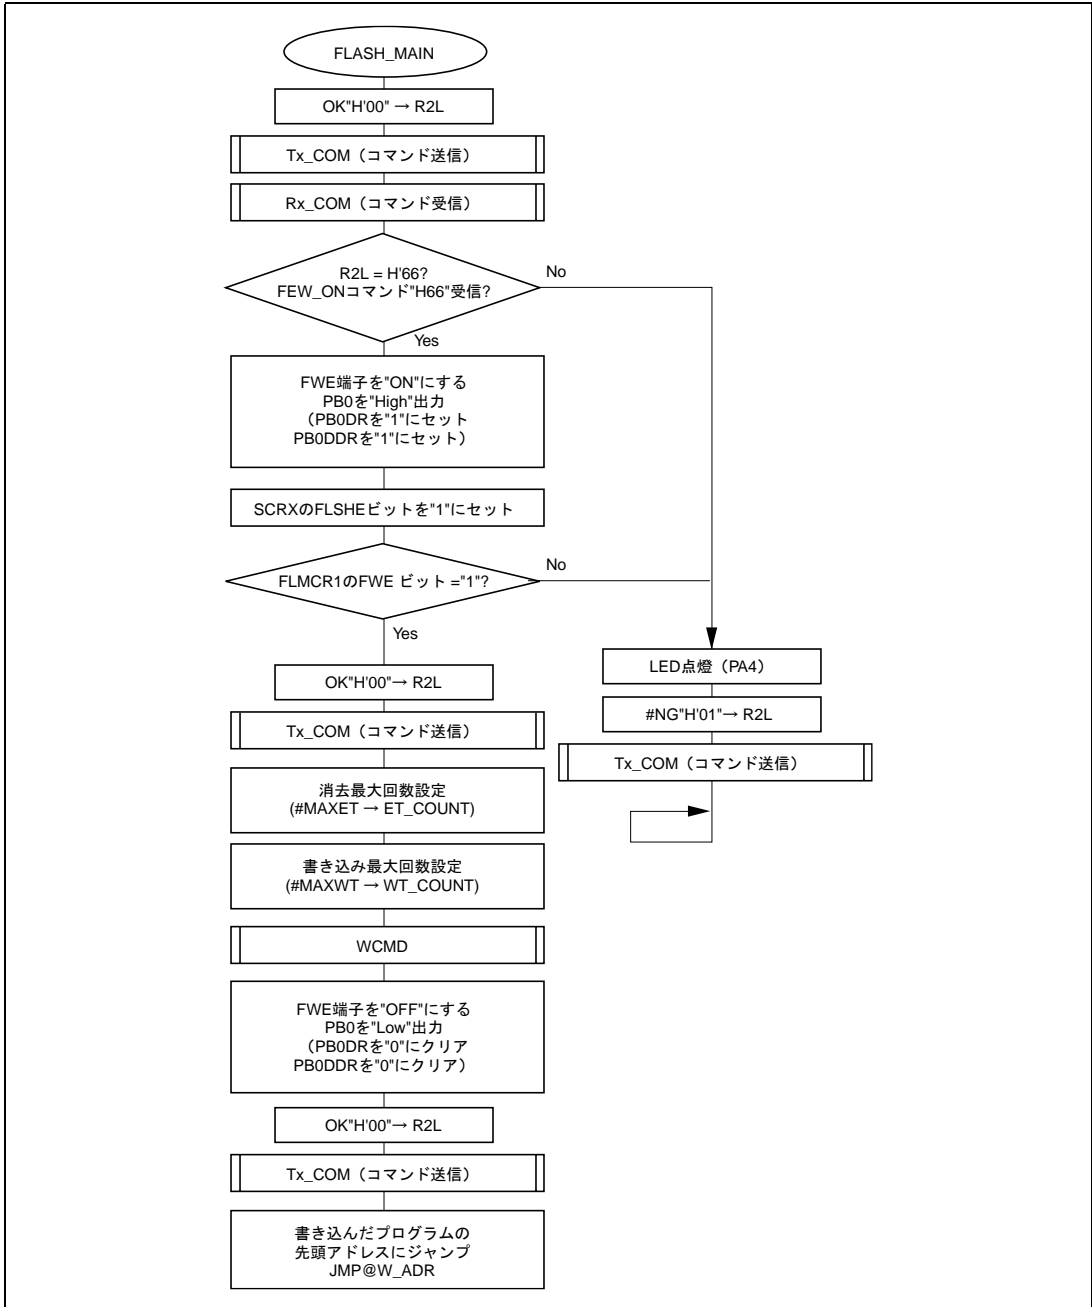 FLASH_MAIN
OK"H'00" → R2L
Tx_COM（コマンド送信）
Rx_COM（コマンド受信）
R2L = H'66?
FEW_ONコマンド"H66"受信?
No
Yes
FWE端子を"ON"にする
PB0を"High"出力
（PB0DRを"1"にセット
PB0DDRを"1"にセット）
SCRXのFLSHEビットを"1"にセット
FLMCR1のFWE ビット ="1"?
No
Yes
OK"H'00"→ R2L
Tx_COM（コマンド送信）
消去最大回数設定
(#MAXET → ET_COUNT)
書き込み最大回数設定
(#MAXWT → WT_COUNT)
WCMD
FWE端子を"OFF"にする
PB0を"Low"出力
（PB0DRを"0"にクリア
PB0DDRを"0"にクリア）
OK"H'00"→ R2L
Tx_COM（コマンド送信）
書き込んだプログラムの
先頭アドレスにジャンプ
JMP@W_ADR
LED点燈（PA4）
#NG"H'01"→ R2L
Tx_COM（コマンド送信）